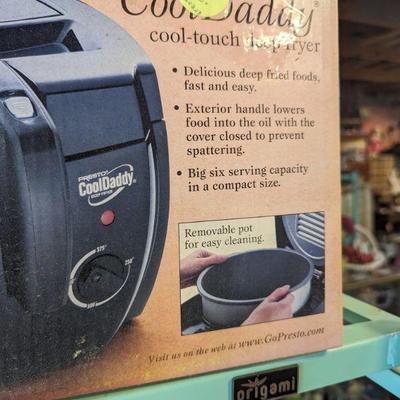 CoolDaddy®
cool-touch deep fryer
• Delicious deep fried foods,
fast and easy.
• Exterior handle lowers
food into the oil with the
cover closed to prevent
spattering.
• Big six serving capacity
in a compact size.
PRESTO®
CoolDaddy®
375°
Removable pot
for easy cleaning.
Visit us on the web at www.GoPresto.com
origami